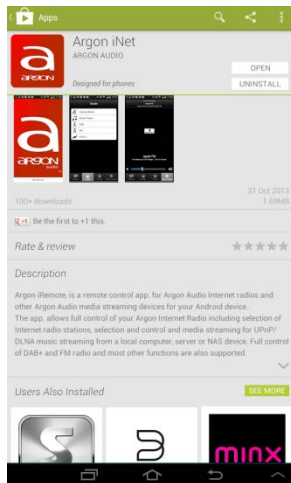 Apps
Argon iNet
ARGON AUDIO
OPEN
Designed for phones
UNINSTALL
a
ARGON
a
ARGON
audio
31 Oct 2013
100+ downloads
1.69MB
Be the first to +1 this.
Rate & review
Description
Argon iRemote, is a remote control app. for Argon Audio Internet radios and
other Argon Audio media streaming devices for your Android device.
The app. allows full control of your Argon Internet Radio including selection of
Internet radio stations, selection and control and media streaming for UPnP/
DLNA music streaming from a local computer, server or NAS device. Full control
of DAB+ and FM radio and most other functions are also supported.
Users Also Installed
SEE MORE
minx